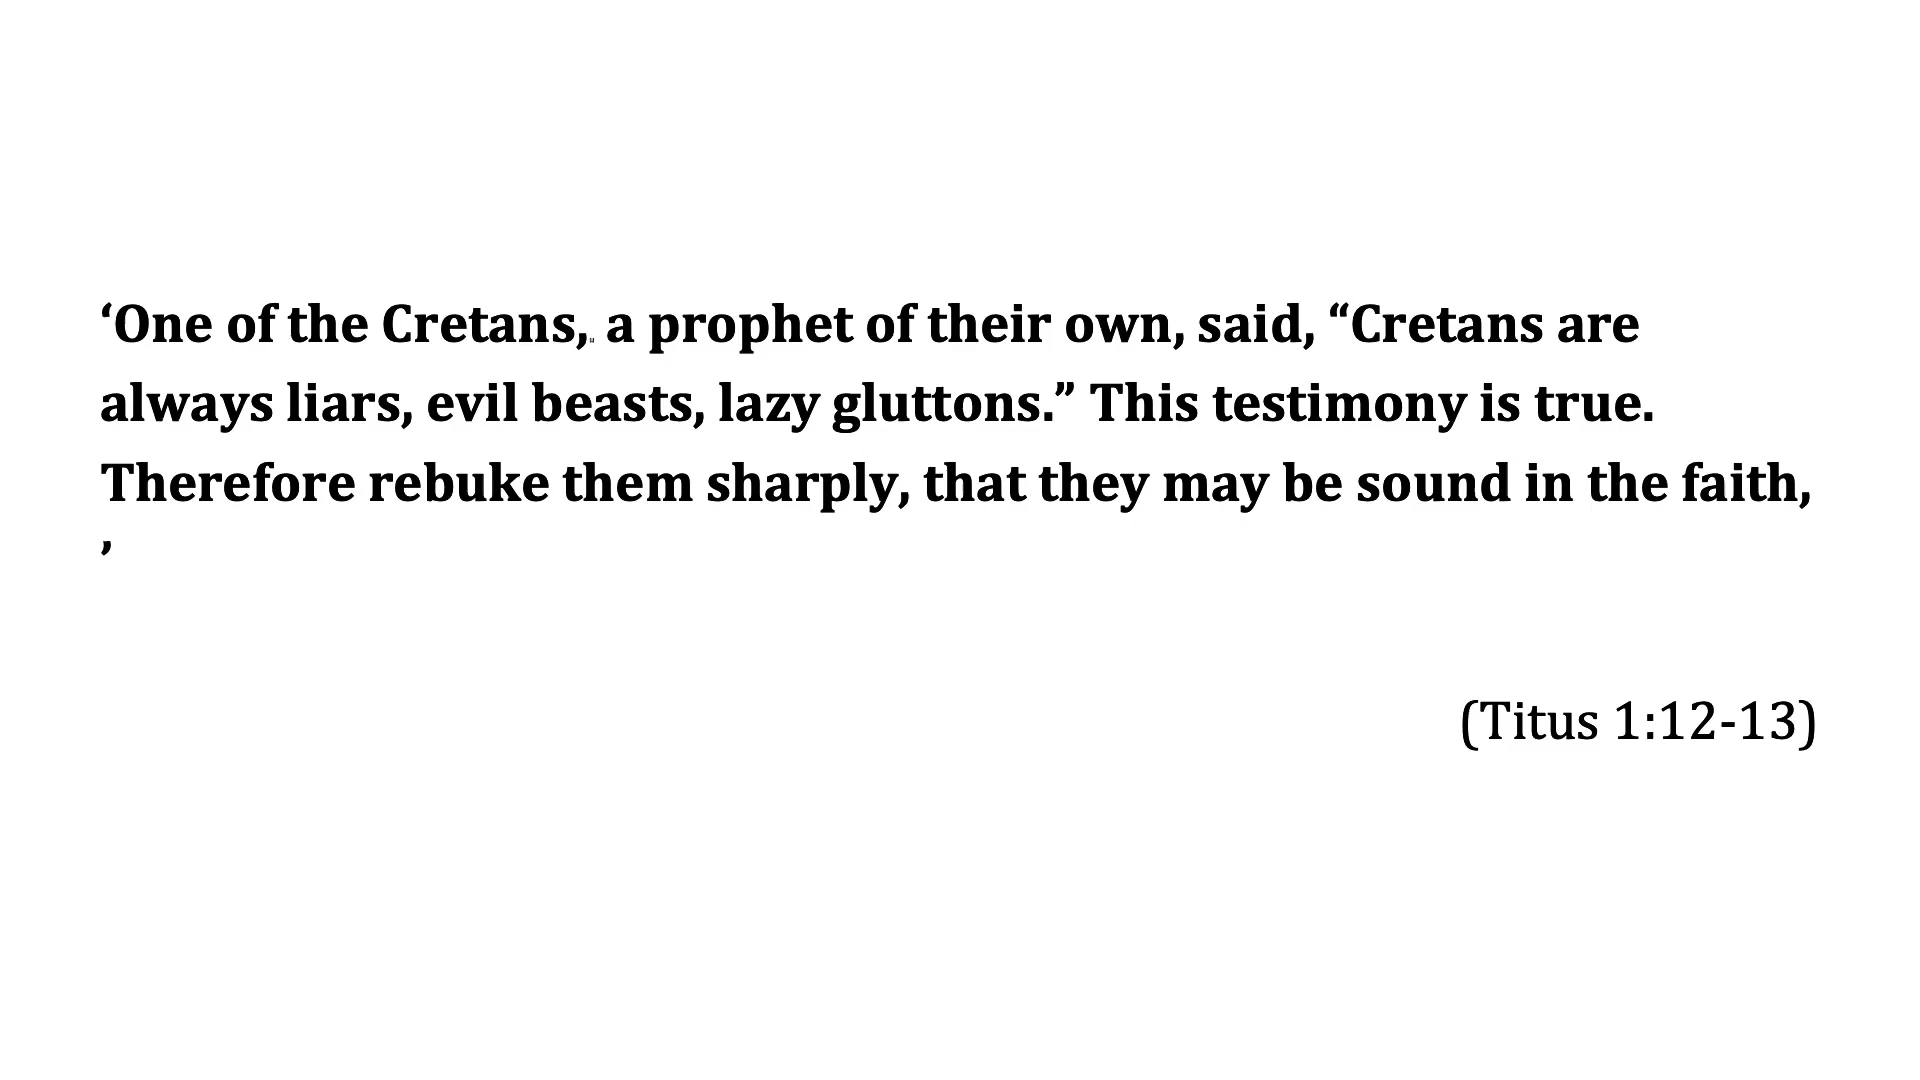 ‘One of the Cretans, a prophet of their own, said, “Cretans are
always liars, evil beasts, lazy gluttons.” This testimony is true.
Therefore rebuke them sharply, that they may be sound in the faith,
’
(Titus 1:12-13)